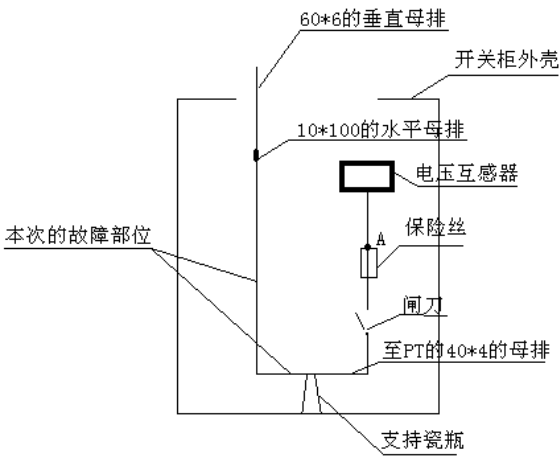 60*6的垂直母排
开关柜外壳
10*100的水平母排
电压互感器
本次的故障部位
A
保险丝
闸刀
至PT的40*4的母排
支持瓷瓶